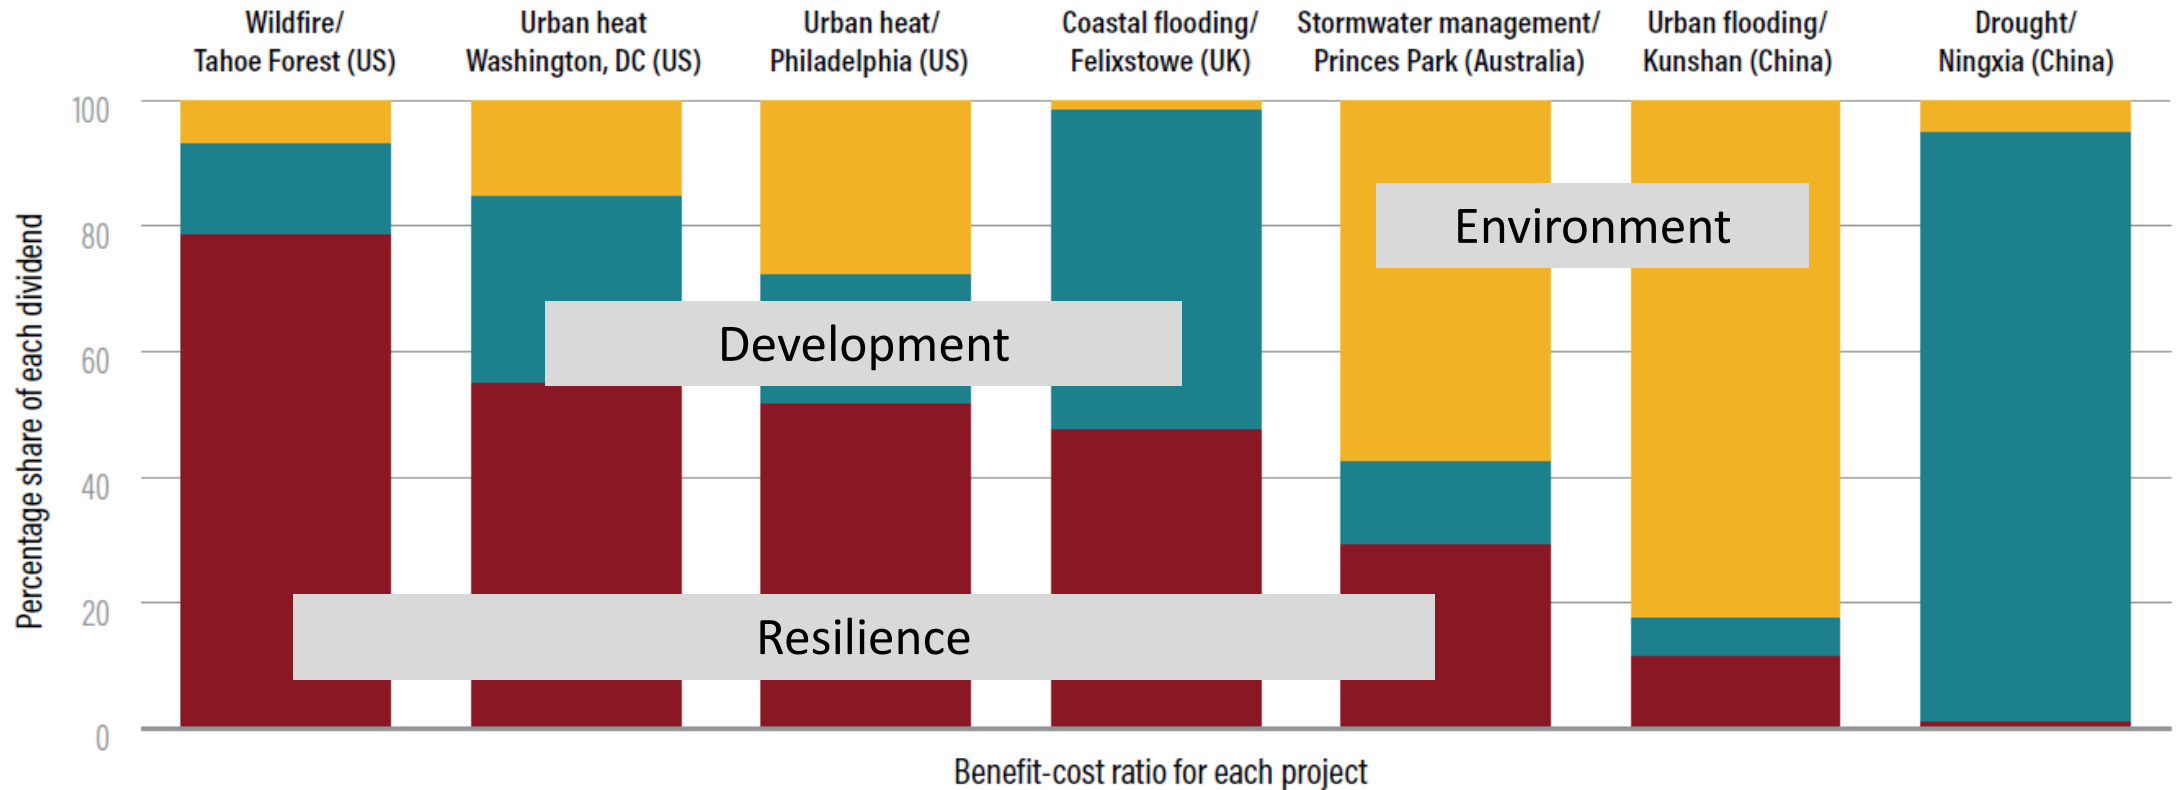 Wildfire/
Tahoe Forest (US)
Urban heat
Washington, DC (US)
Urban heat/
Philadelphia (US)
Coastal flooding/
Felixstowe (UK)
Stormwater management/
Princes Park (Australia)
Urban flooding/
Kunshan (China)
Drought/
Ningxia (China)
Percentage share of each dividend
100
80
60
40
20
0
Environment
Development
Resilience
Benefit-cost ratio for each project